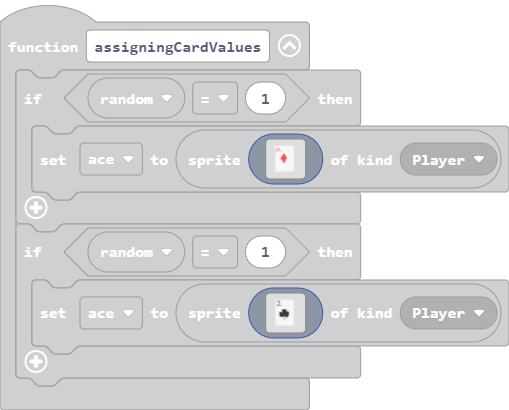 function assigningCardValues
if random = 1 then
set ace to sprite of kind Player
if random = 1 then
set ace to sprite of kind Player